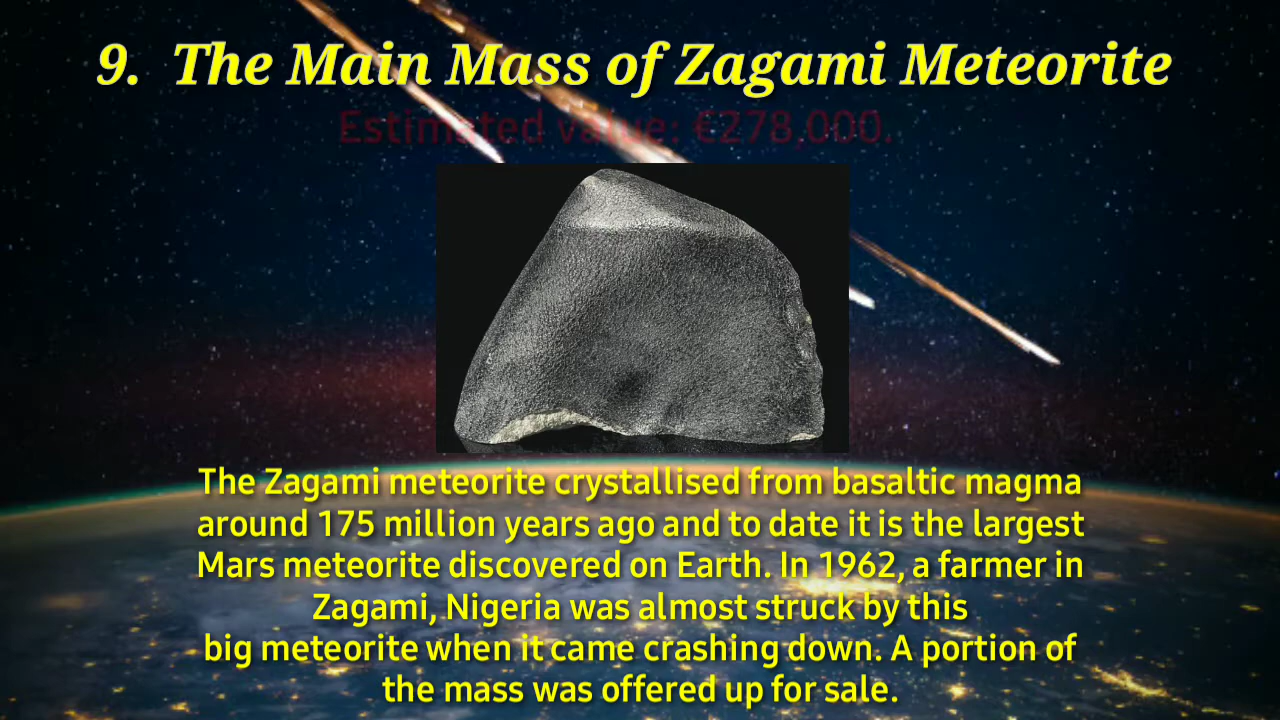 9. The Main Mass of Zagami Meteorite
Estimated value: €278,000.
The Zagami meteorite crystallised from basaltic magma
around 175 million years ago and to date it is the largest
Mars meteorite discovered on Earth. In 1962, a farmer in
Zagami, Nigeria was almost struck by this
big meteorite when it came crashing down. A portion of
the mass was offered up for sale.